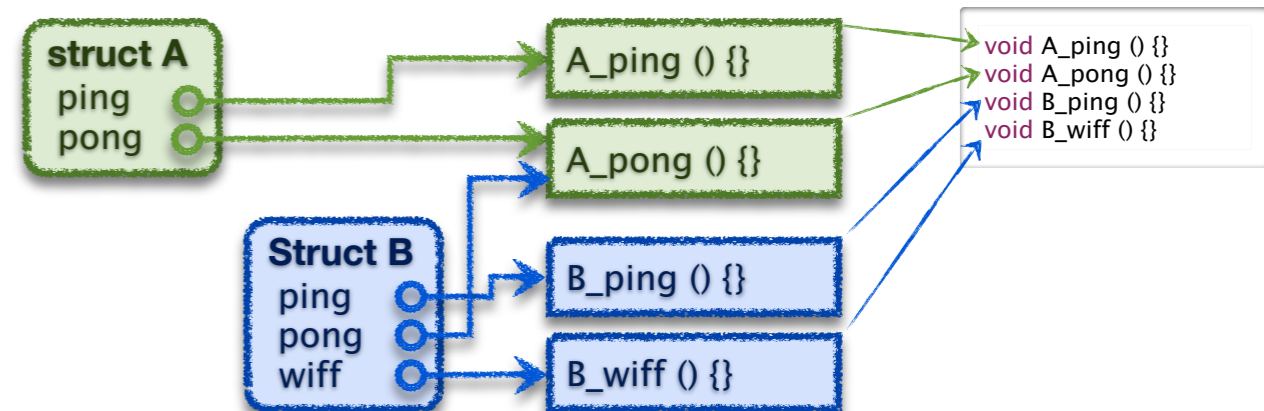 struct A
ping
pong
A_ping () {}
A_pong () {}
void A_ping () {}
void A_pong () {}
void B_ping () {}
void B_wiff () {}
Struct B
ping
pong
wiff
B_ping () {}
B_wiff () {}